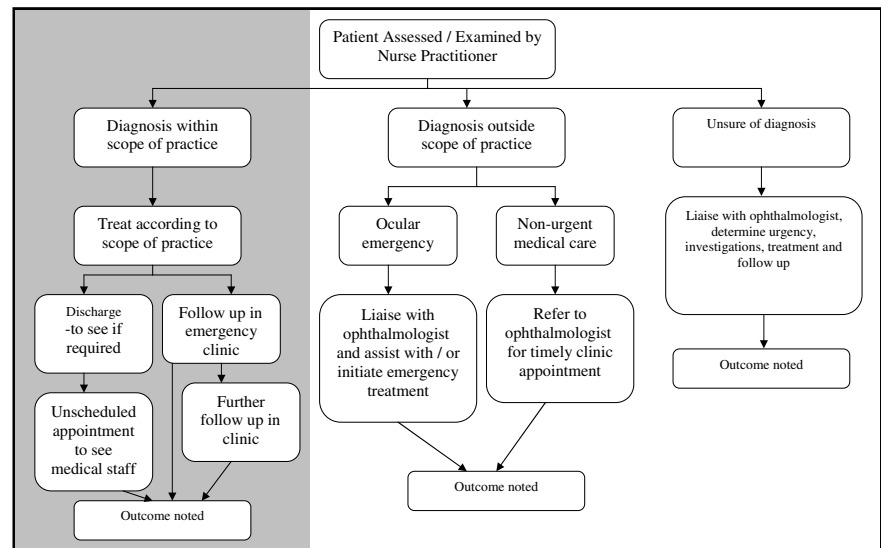 Patient Assessed / Examined by
Nurse Practitioner
Diagnosis within
scope of practice
Diagnosis outside
scope of practice
Unsure of diagnosis
Treat according to
scope of practice
Ocular
emergency
Non-urgent
medical care
Liaise with ophthalmologist,
determine urgency,
investigations, treatment and
follow up
Discharge
-to see if
required
Follow up in
emergency
clinic
Liaise with
ophthalmologist
and assist with / or
initiate emergency
treatment
Refer to
ophthalmologist
for timely clinic
appointment
Outcome noted
Unscheduled
appointment
to see
medical staff
Further
follow up in
clinic
Outcome noted
Outcome noted